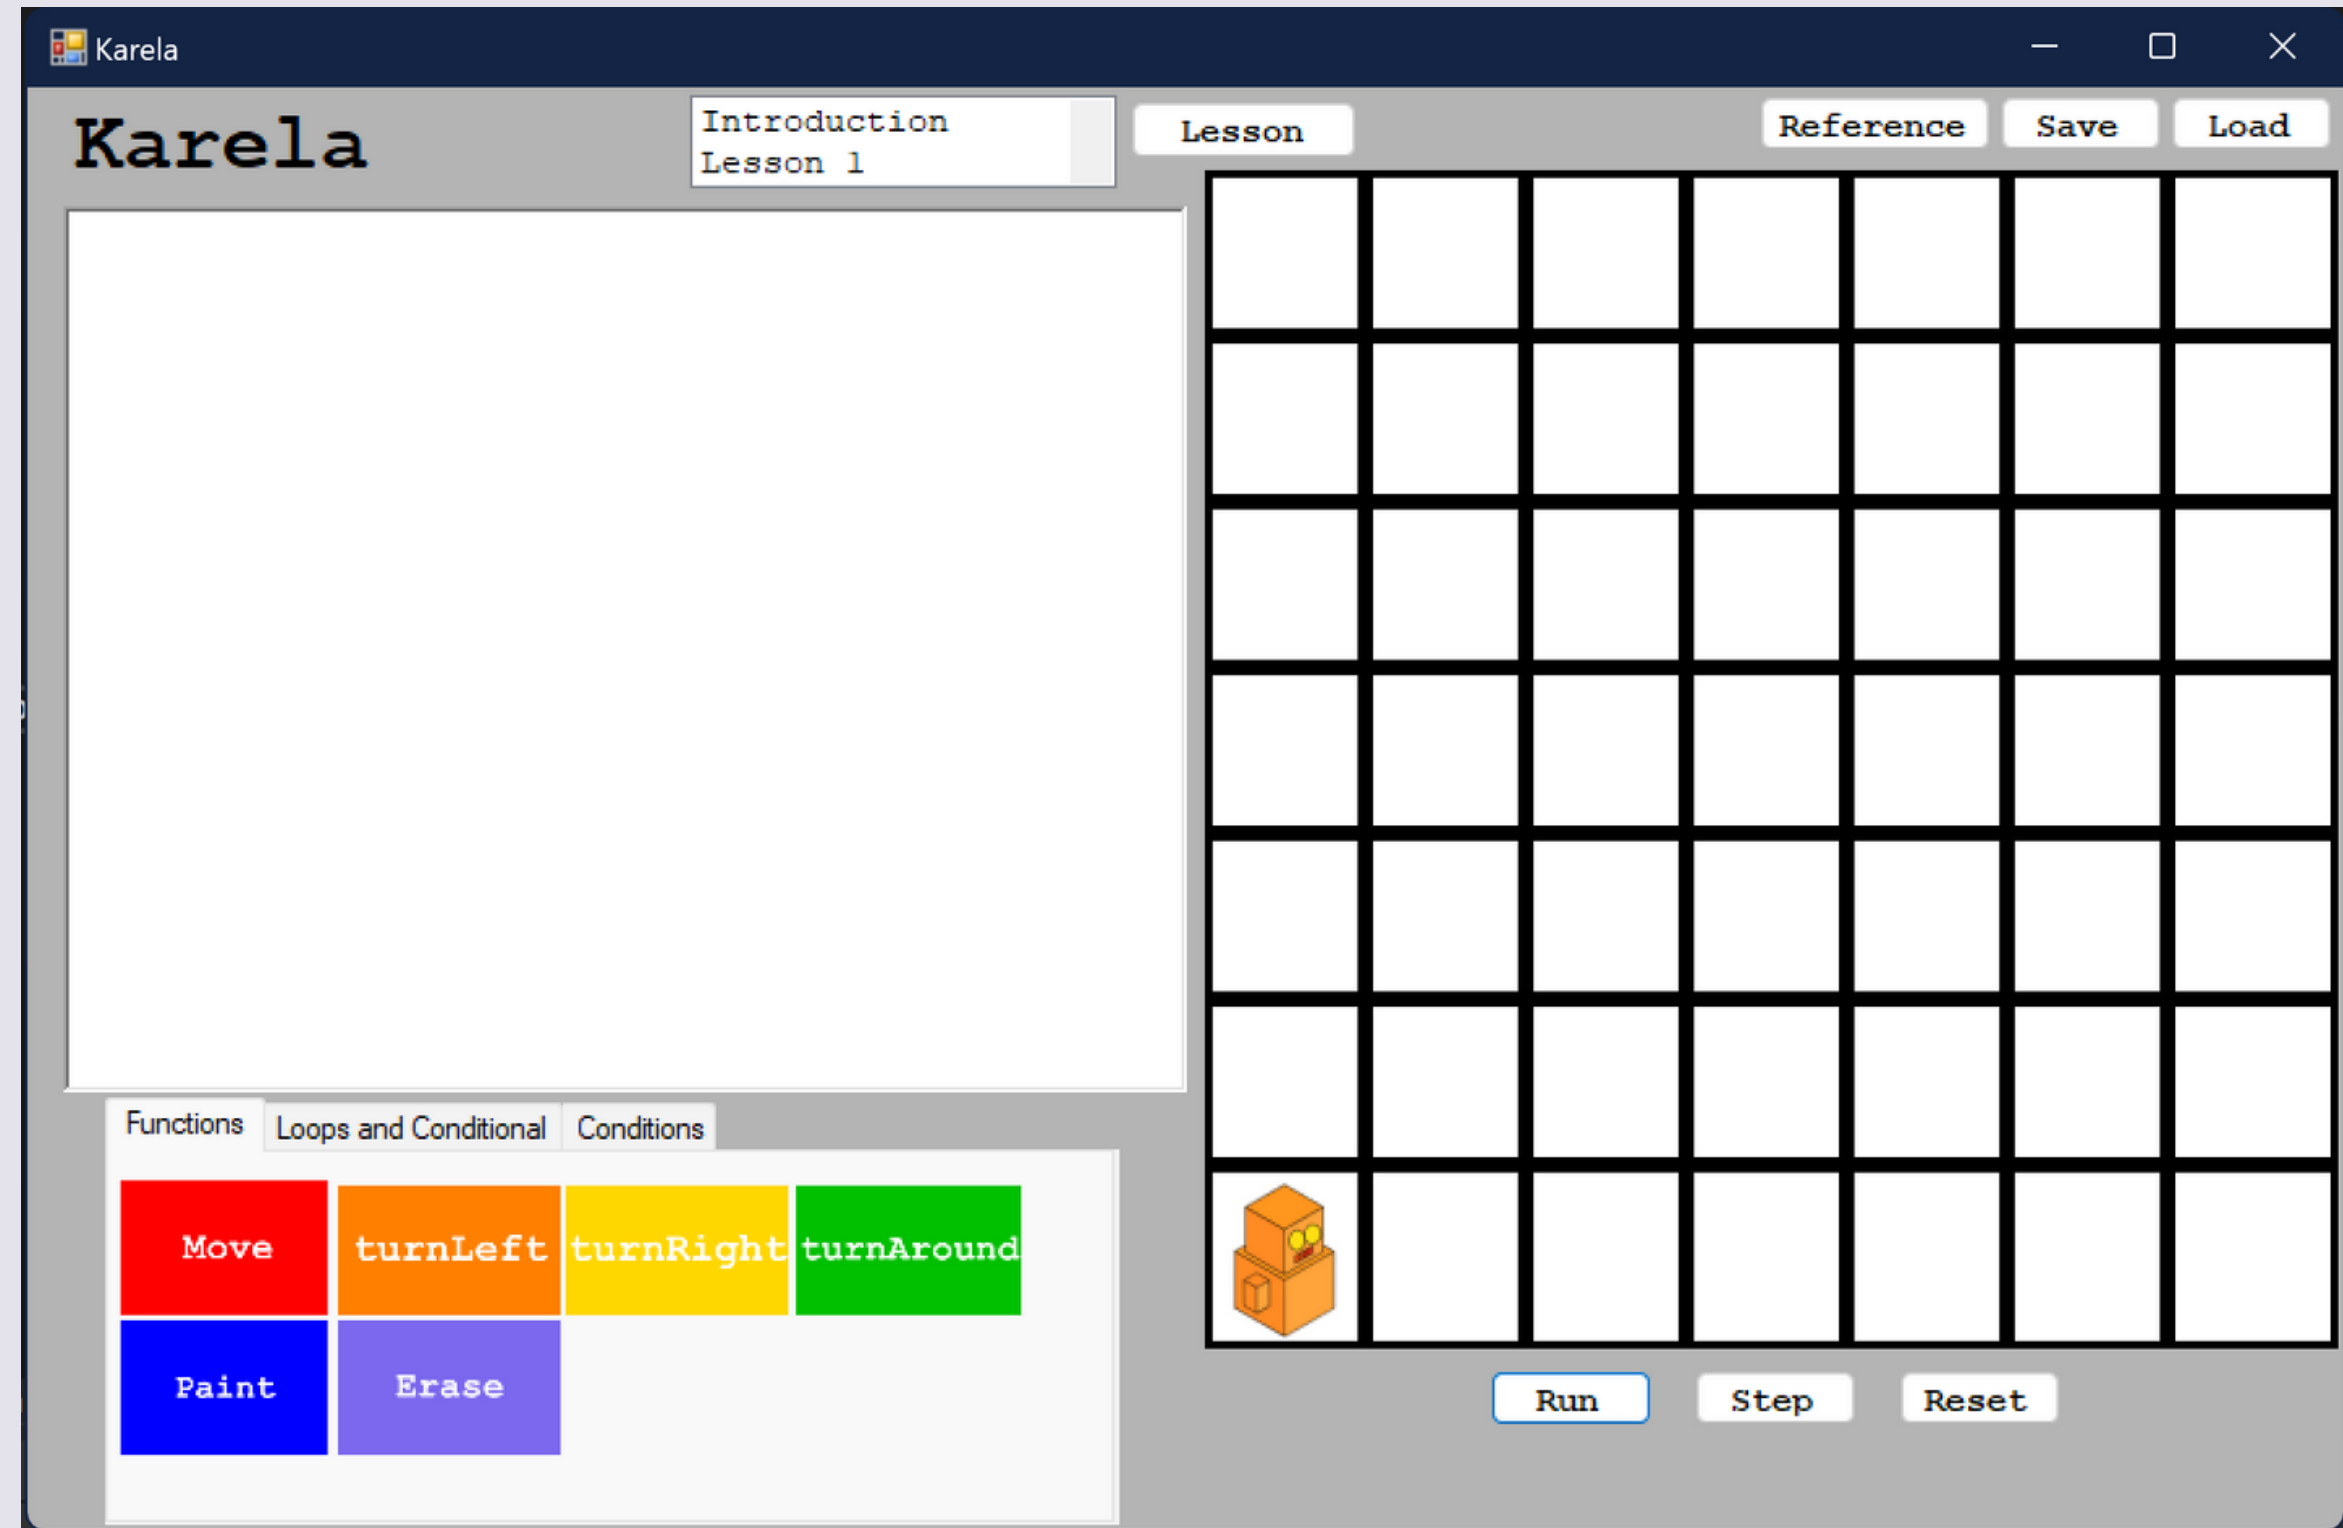 Karela
Karela
Introduction
Lesson 1
Lesson
Reference Save Load
Functions Loops and Conditional Conditions
Move turnLeft turnRight turnAround
Paint Erase
Run Step Reset